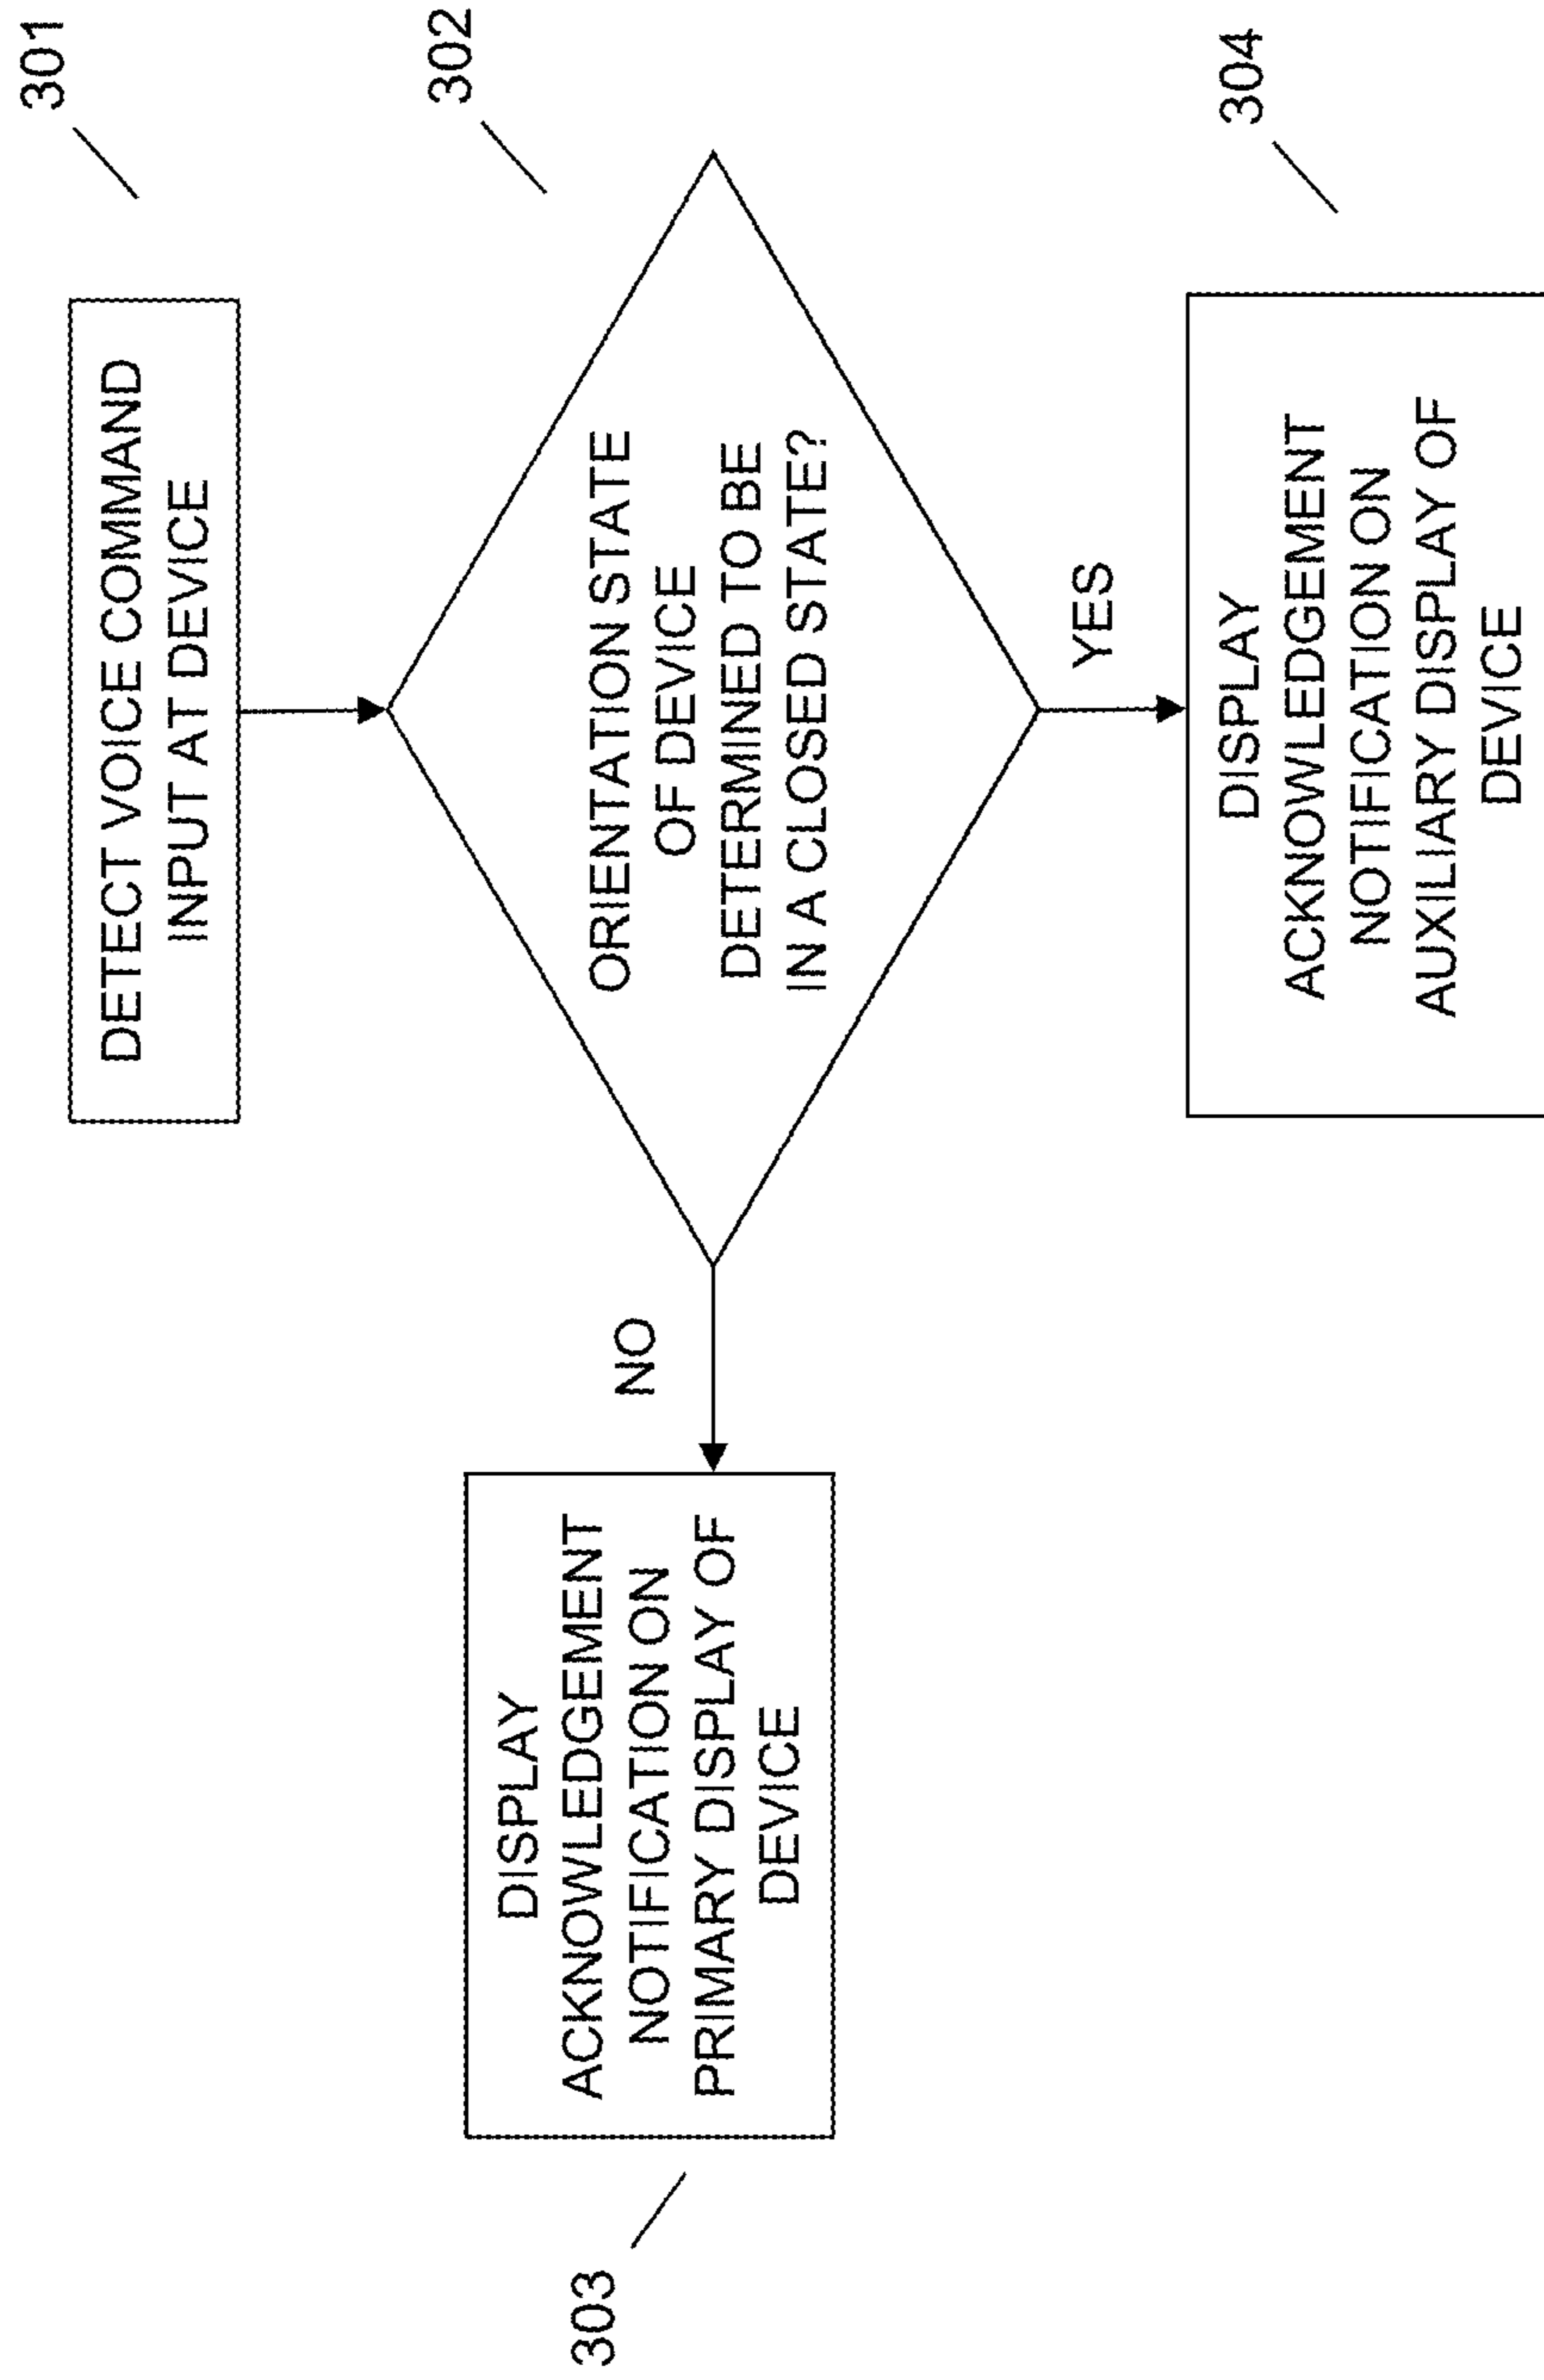 301
DETECT VOICE COMMAND
INPUT AT DEVICE
302
ORIENTATION STATE
OF DEVICE
DETERMINED TO BE
IN A CLOSED STATE?
NO
303
DISPLAY
ACKNOWLEDGEMENT
NOTIFICATION ON
PRIMARY DISPLAY OF
DEVICE
YES
304
DISPLAY
ACKNOWLEDGEMENT
NOTIFICATION ON
AUXILIARY DISPLAY OF
DEVICE